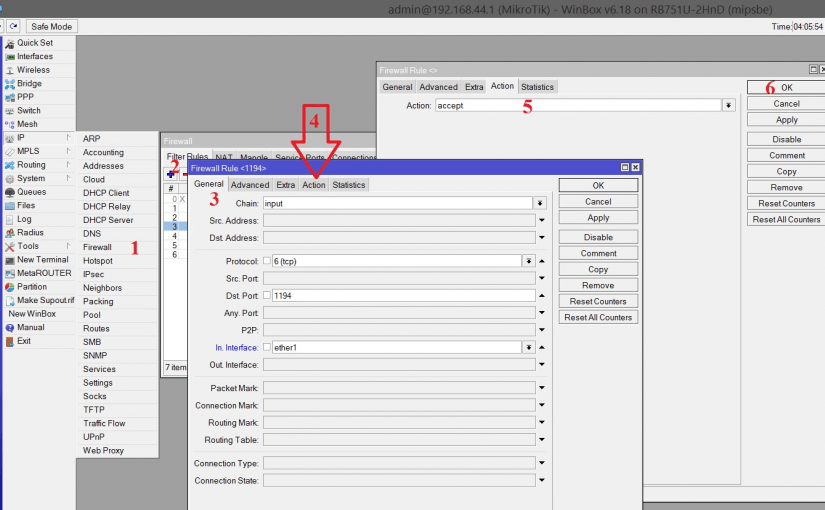 admin@192.168.44.1 (MikroTik) - WinBox v6.18 on RB751U-2HnD (mipsbe)
Safe Mode
Time: 04:05:54
Quick Set
Interfaces
Wireless
Bridge
PPP
Switch
Mesh
IP
MPLS
Routing
System
Queues
Files
Log
Radius
Tools
New Terminal
MetaROUTER
Partition
Make Supout.rif
New WinBox
Manual
Exit
ARP
Accounting
Addresses
Cloud
DHCP Client
DHCP Relay
DHCP Server
DNS
Firewall
Hotspot
IPsec
Neighbors
Packing
Pool
Routes
SMB
SNMP
Services
Settings
Socks
TFTP
Traffic Flow
UPnP
Web Proxy
1
Firewall
Filter Rules NAT Mangle Service Ports Connections
2
#
0 X
1
2
3
4
5
6
7 item
4
Firewall Rule <1194>
General Advanced Extra Action Statistics
3
Chain: input
Src. Address:
Dst. Address:
Protocol: 6 (tcp)
Src. Port:
Dst. Port: 1194
Any. Port:
P2P:
In. Interface: ether1
Out. Interface:
Packet Mark:
Connection Mark:
Routing Mark:
Routing Table:
Connection Type:
Connection State:
OK
Cancel
Apply
Disable
Comment
Copy
Remove
Reset Counters
Reset All Counters
Firewall Rule <>
General Advanced Extra Action Statistics
Action: accept
5
6 OK
Cancel
Apply
Disable
Comment
Copy
Remove
Reset Counters
Reset All Counters